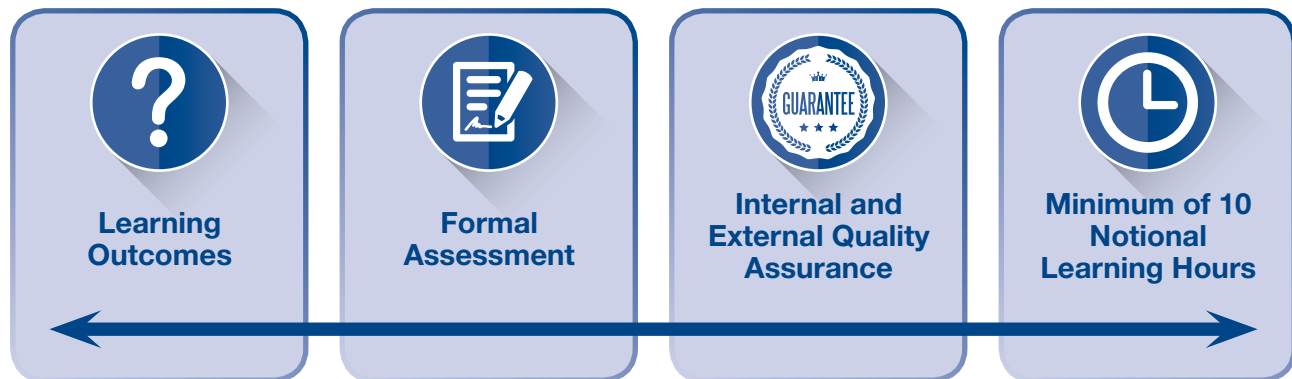 Learning
Outcomes
Formal
Assessment
GUARANTEE
Internal and
External Quality
Assurance
Minimum of 10
Notional
Learning Hours